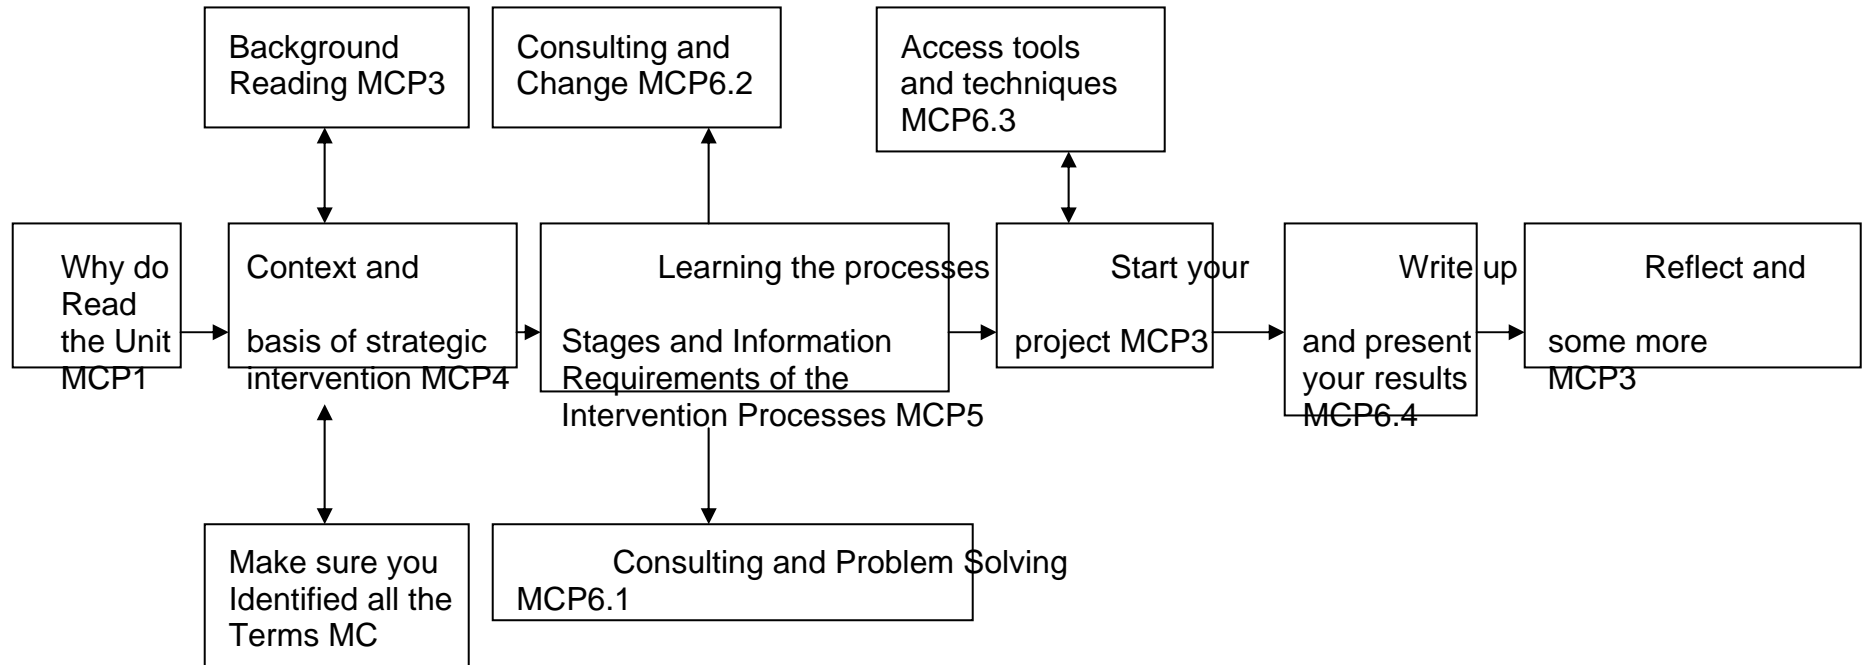 Background
Reading MCP3
Consulting and
Change MCP6.2
Access tools
and techniques
MCP6.3
Why do
Read
the Unit
MCP1
Context and
basis of strategic
intervention MCP4
Learning the processes
Stages and Information
Requirements of the
Intervention Processes MCP5
Start your
project MCP3
Write up
and present
your results
MCP6.4
Reflect and
some more
MCP3
Make sure you
Identified all the
Terms MC
Consulting and Problem Solving
MCP6.1